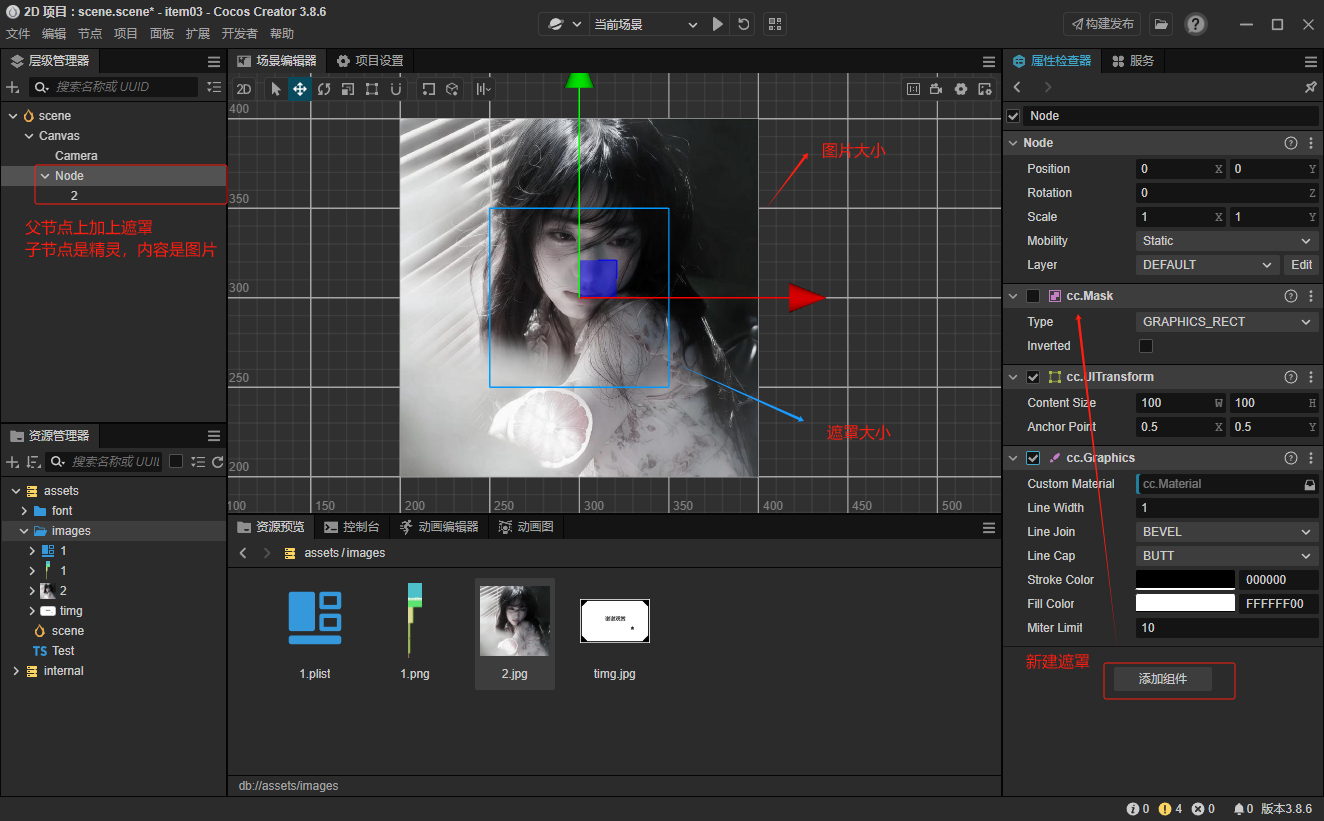 2D 项目 : scene.scene* - item03 - Cocos Creator 3.8.6
文件 编辑 节点 项目 面板 扩展 开发者 帮助
当前场景
构建发布
层级管理器
搜索名称或 UUID
scene
Canvas
Camera
Node
2
父节点上加上遮罩
子节点是精灵，内容是图片
资源管理器
搜索名称或 UUI
assets
font
images
1
1
2
timg
scene
TS Test
internal
场景编辑器 项目设置
2D
400
350
300
250
200
100 150 200 250 300 350 400 450 500
图片大小
遮罩大小
资源预览 控制台 动画编辑器 动画图
assets / images
1.plist 1.png 2.jpg timg.jpg
db://assets/images
属性检查器 服务
Node
Node
Position 0 X 0 Y
Rotation 0 Z
Scale 1 X 1 Y
Mobility Static
Layer DEFAULT Edit
cc.Mask
Type GRAPHICS_RECT
Inverted
cc.UITransform
Content Size 100 W 100 H
Anchor Point 0.5 X 0.5 Y
cc.Graphics
Custom Material cc.Material
Line Width 1
Line Join BEVEL
Line Cap BUTT
Stroke Color 000000
Fill Color FFFFFF00
Miter Limit 10
新建遮罩
添加组件
0 4 0 0 版本3.8.6